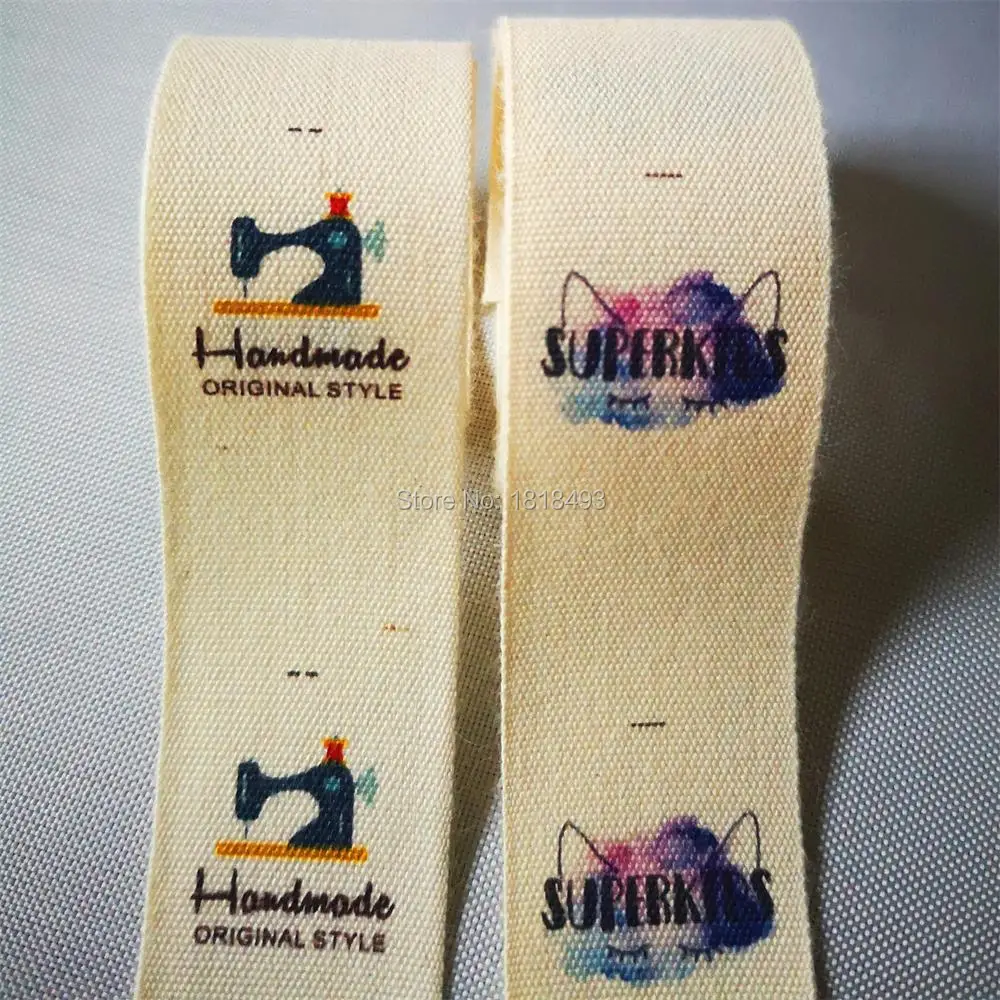 Handmade
ORIGINAL STYLE
SUPERKIDS
Store No: 1818493
Handmade
ORIGINAL STYLE
SUPERKIDS